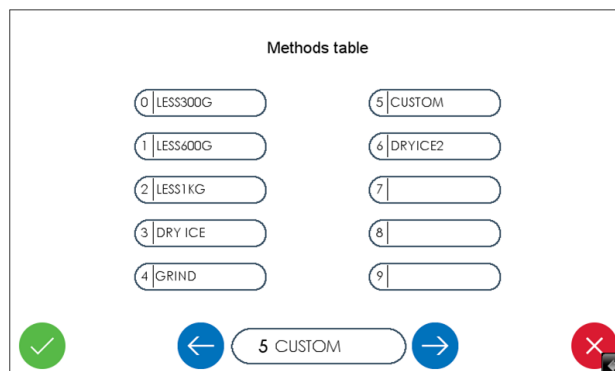 Methods table
0 LESS300G
1 LESS600G
2 LESS1KG
3 DRY ICE
4 GRIND
5 CUSTOM
6 DRYICE2
7
8
9
5 CUSTOM